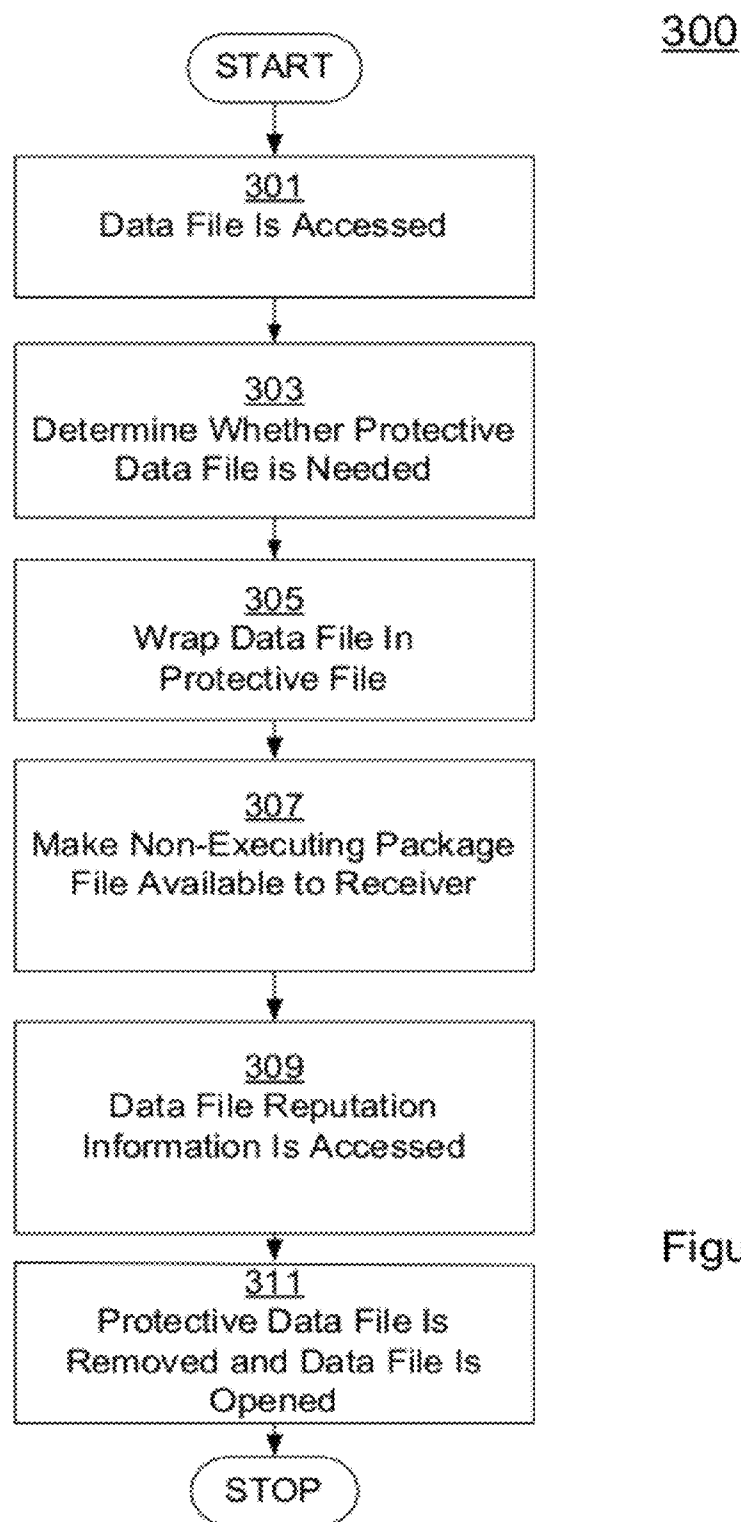 300
START
301
Data File Is Accessed
303
Determine Whether Protective
Data File is Needed
305
Wrap Data File In
Protective File
307
Make Non-Executing Package
File Available to Receiver
309
Data File Reputation
Information Is Accessed
311
Protective Data File Is
Removed and Data File Is
Opened
STOP